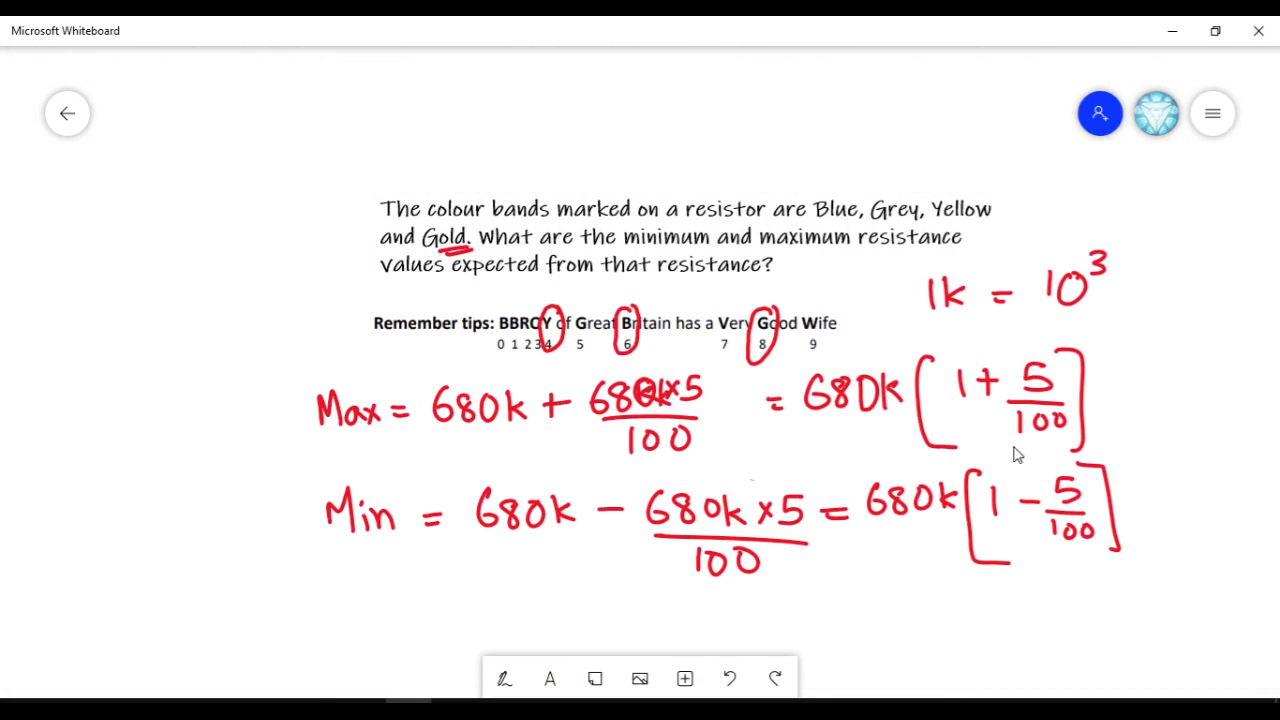 Microsoft Whiteboard
The colour bands marked on a resistor are Blue, Grey, Yellow
and Gold. What are the minimum and maximum resistance
values expected from that resistance?
1k = 10³
Remember tips: BBROY of Great Britain has a Very Good Wife
0 1 2 3 4 5 6 7 8 9
Max = 680k + 680k×5/100 = 680k [1 + 5/100]
Min = 680k − 680k×5/100 = 680k [1 − 5/100]